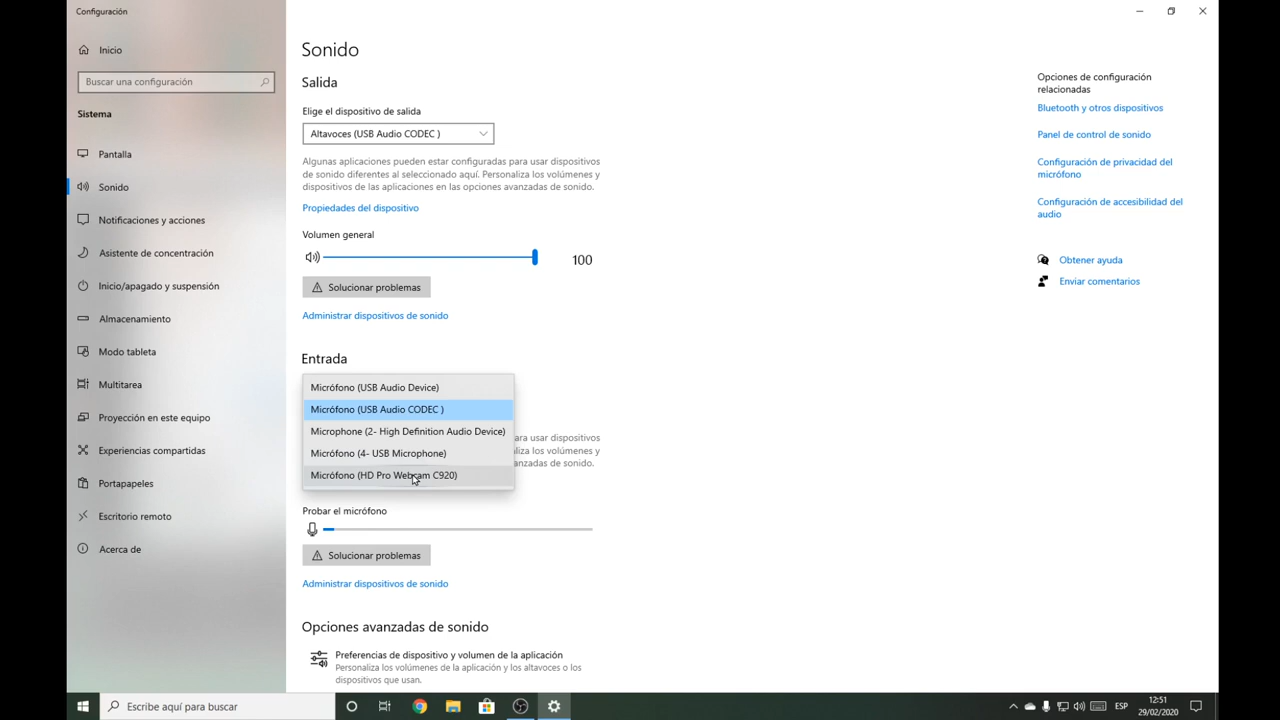 Configuración
Inicio
Buscar una configuración
Sistema
Pantalla
Sonido
Notificaciones y acciones
Asistente de concentración
Inicio/apagado y suspensión
Almacenamiento
Modo tableta
Multitarea
Proyección en este equipo
Experiencias compartidas
Portapapeles
Escritorio remoto
Acerca de
Sonido
Salida
Elige el dispositivo de salida
Altavoces (USB Audio CODEC )
Algunas aplicaciones pueden estar configuradas para usar dispositivos
de sonido diferentes al seleccionado aquí. Personaliza los volúmenes y
dispositivos de las aplicaciones en las opciones avanzadas de sonido.
Propiedades del dispositivo
Volumen general
100
Solucionar problemas
Administrar dispositivos de sonido
Entrada
Micrófono (USB Audio Device)
Micrófono (USB Audio CODEC )
Microphone (2- High Definition Audio Device)
Micrófono (4- USB Microphone)
Micrófono (HD Pro Webcam C920)
ara usar dispositivos
liza los volúmenes y
anzadas de sonido.
Probar el micrófono
Solucionar problemas
Administrar dispositivos de sonido
Opciones avanzadas de sonido
Preferencias de dispositivo y volumen de la aplicación
Personaliza los volúmenes de la aplicación y los altavoces o los
dispositivos que usan.
Opciones de configuración
relacionadas
Bluetooth y otros dispositivos
Panel de control de sonido
Configuración de privacidad del
micrófono
Configuración de accesibilidad del
audio
Obtener ayuda
Enviar comentarios
Escribe aquí para buscar
ESP
12:51
29/02/2020